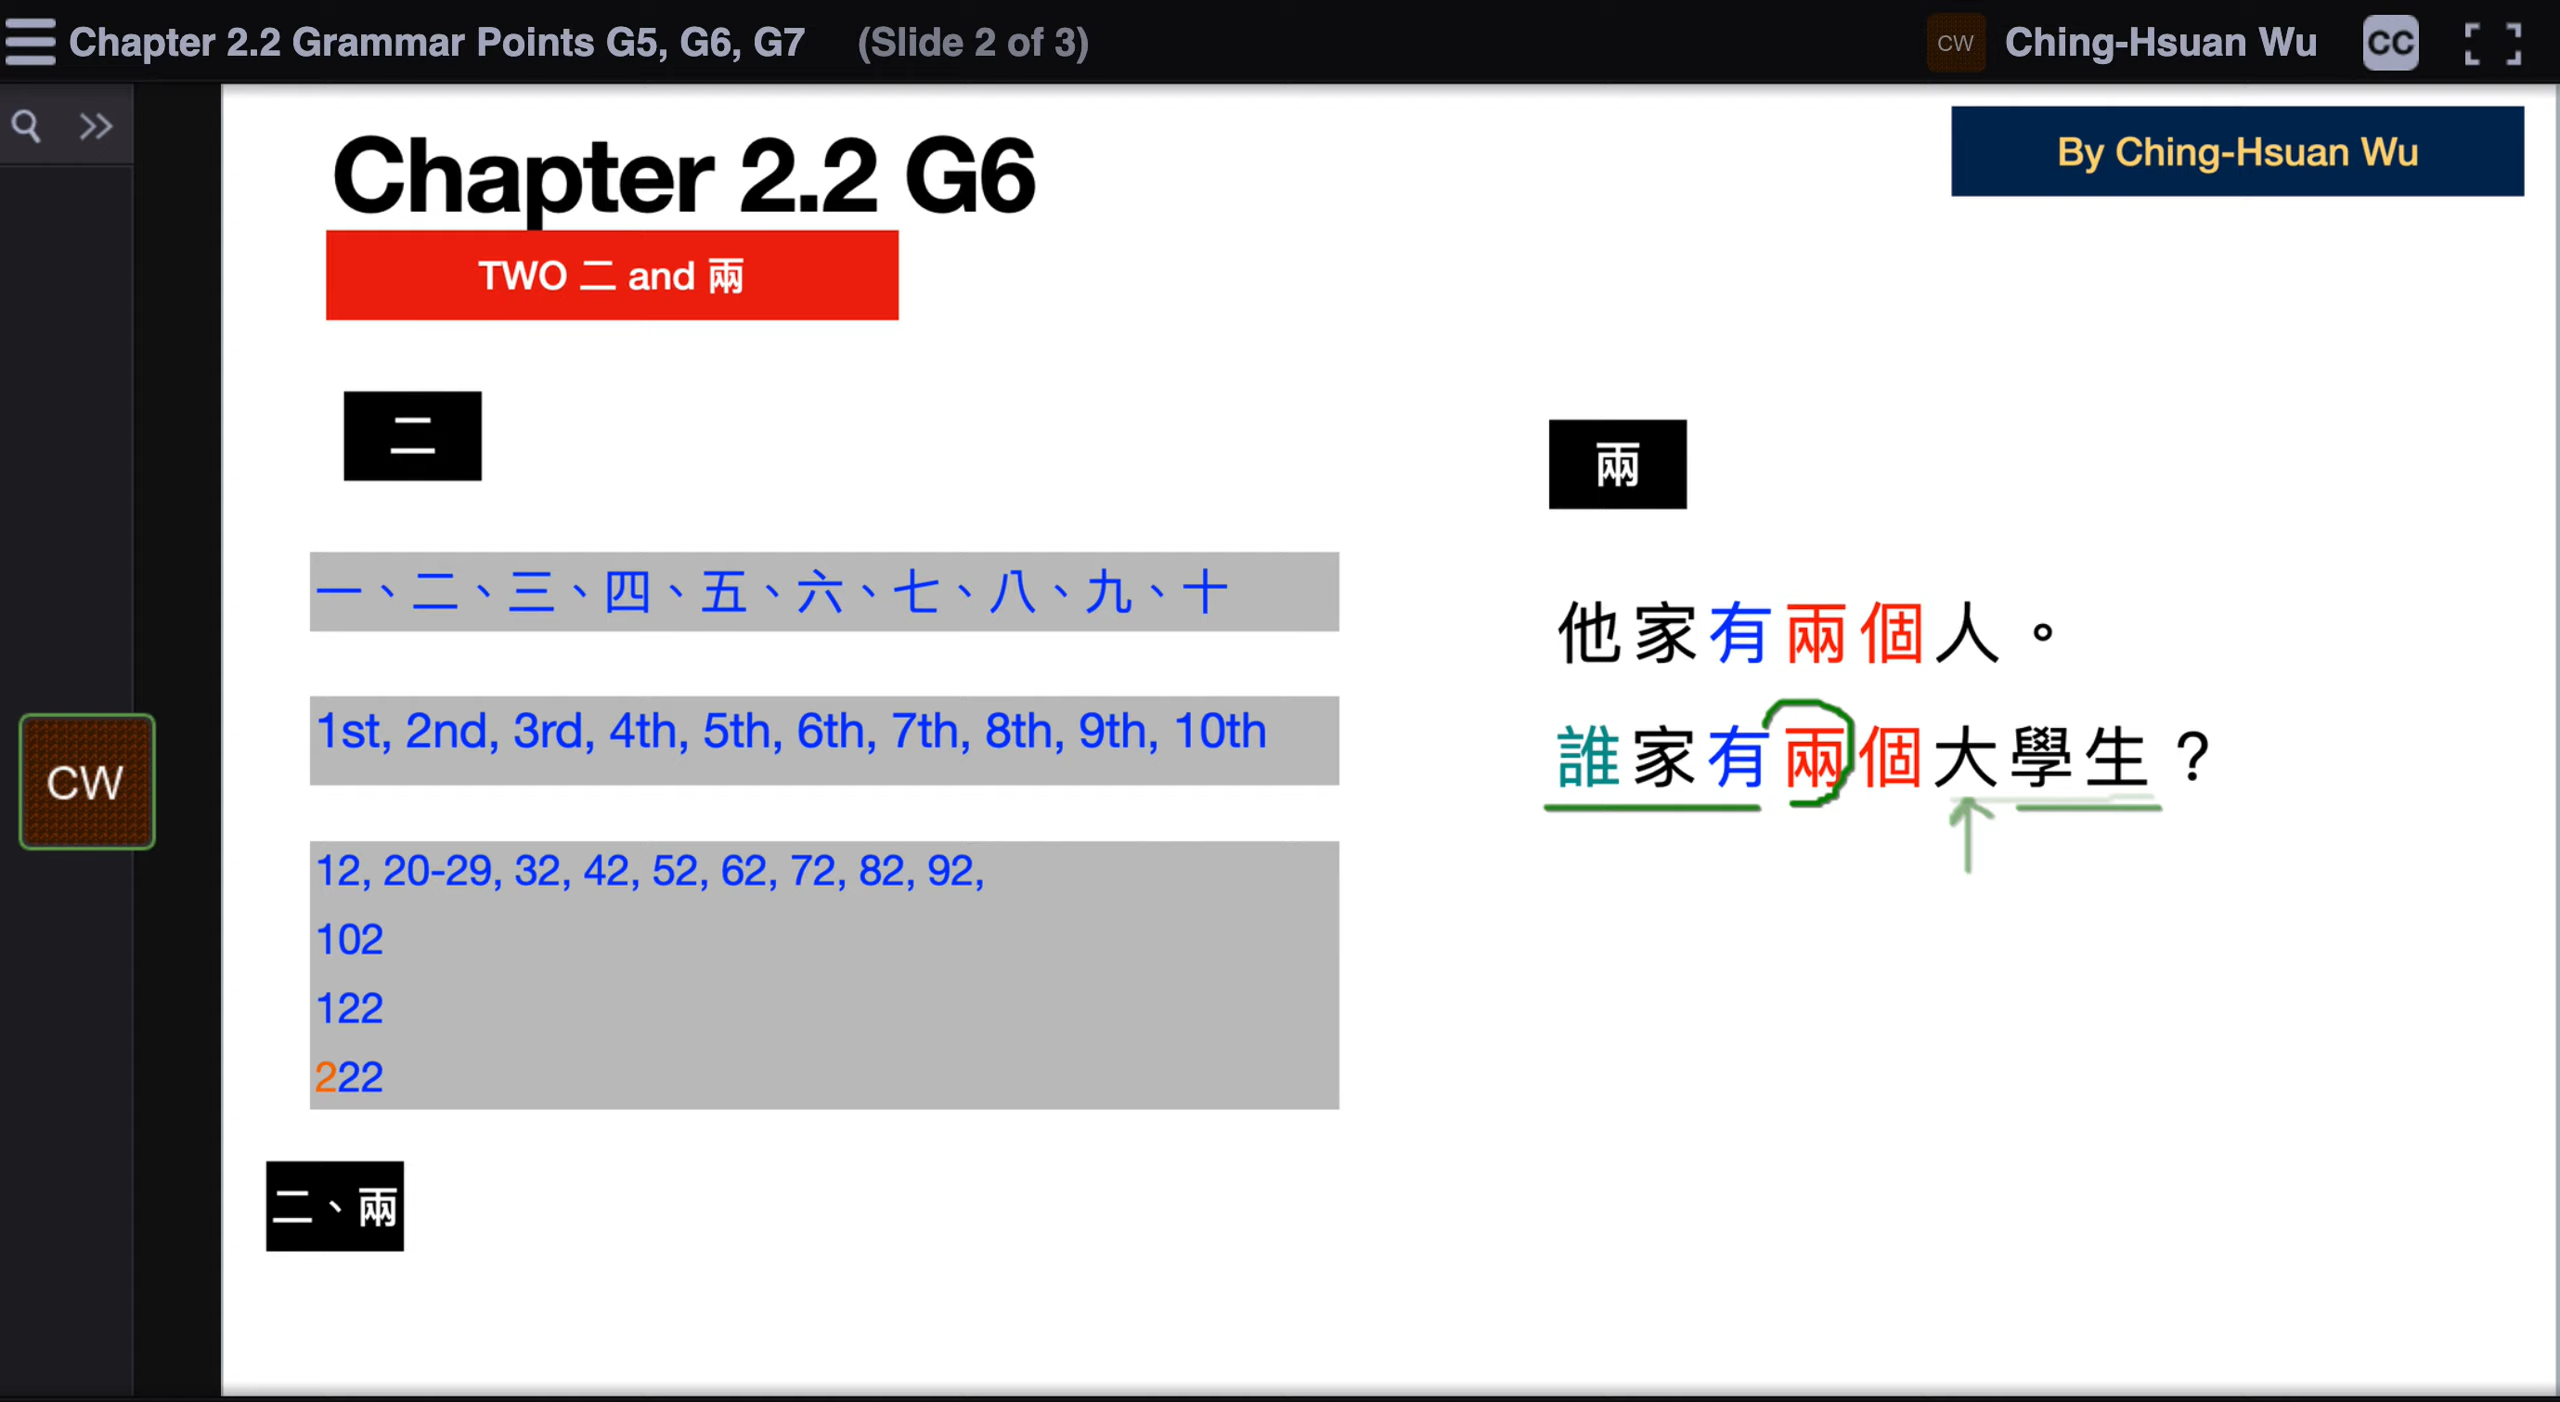 Chapter 2.2 Grammar Points G5, G6, G7 (Slide 2 of 3)
CW Ching-Hsuan Wu CC
Chapter 2.2 G6
By Ching-Hsuan Wu
TWO 二 and 兩
二
兩
一、二、三、四、五、六、七、八、九、十
他家有兩個人。
1st, 2nd, 3rd, 4th, 5th, 6th, 7th, 8th, 9th, 10th
誰家有兩個大學生？
CW
12, 20-29, 32, 42, 52, 62, 72, 82, 92,
102
122
222
二、兩